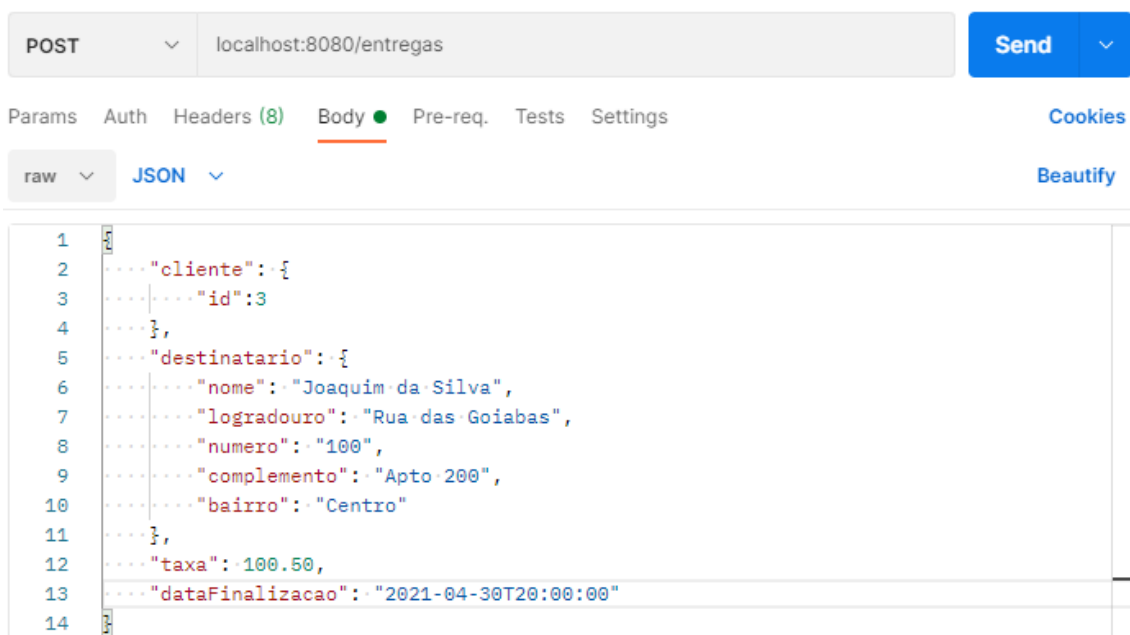 POST localhost:8080/entregas Send
Params Auth Headers (8) Body Pre-req. Tests Settings Cookies
raw JSON Beautify
1 {
2 "cliente": {
3 "id":3
4 },
5 "destinatario": {
6 "nome": "Joaquim da Silva",
7 "logradouro": "Rua das Goiabas",
8 "numero": "100",
9 "complemento": "Apto 200",
10 "bairro": "Centro"
11 },
12 "taxa": 100.50,
13 "dataFinalizacao": "2021-04-30T20:00:00"
14 }